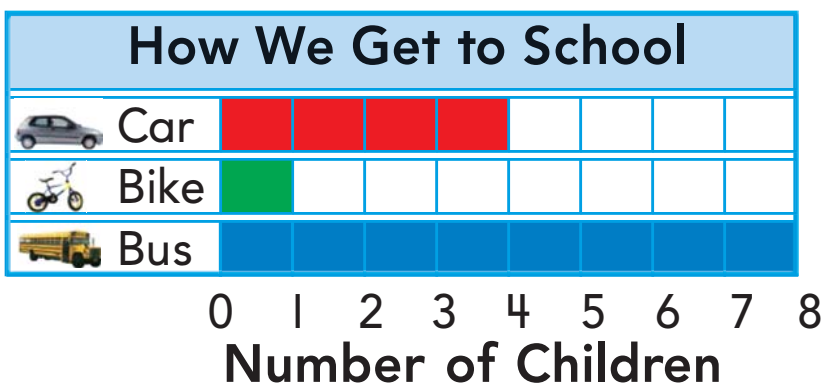 How We Get to School
Car
Bike
Bus
0 1 2 3 4 5 6 7 8
Number of Children